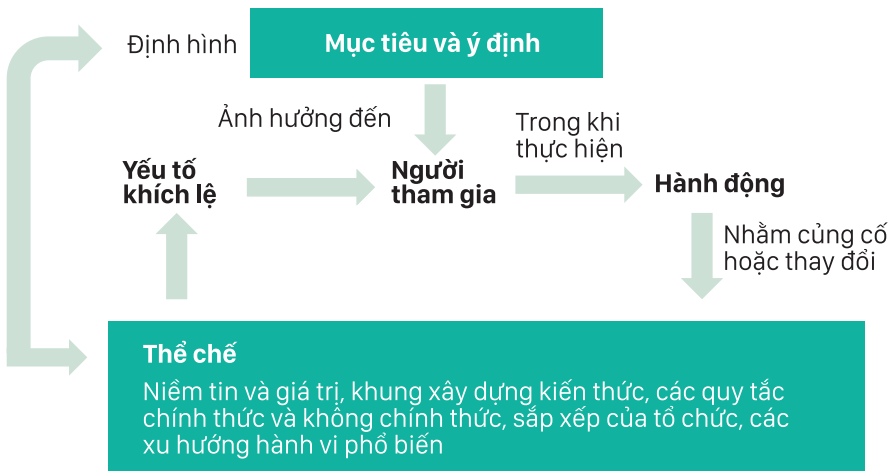 Định hình
Mục tiêu và ý định
Ảnh hưởng đến
Trong khi
thực hiện
Yếu tố
khích lệ
Người
tham gia
Hành động
Nhằm củng cố
hoặc thay đổi
Thể chế
Niềm tin và giá trị, khung xây dựng kiến thức, các quy tắc
chính thức và không chính thức, sắp xếp của tổ chức, các
xu hướng hành vi phổ biến